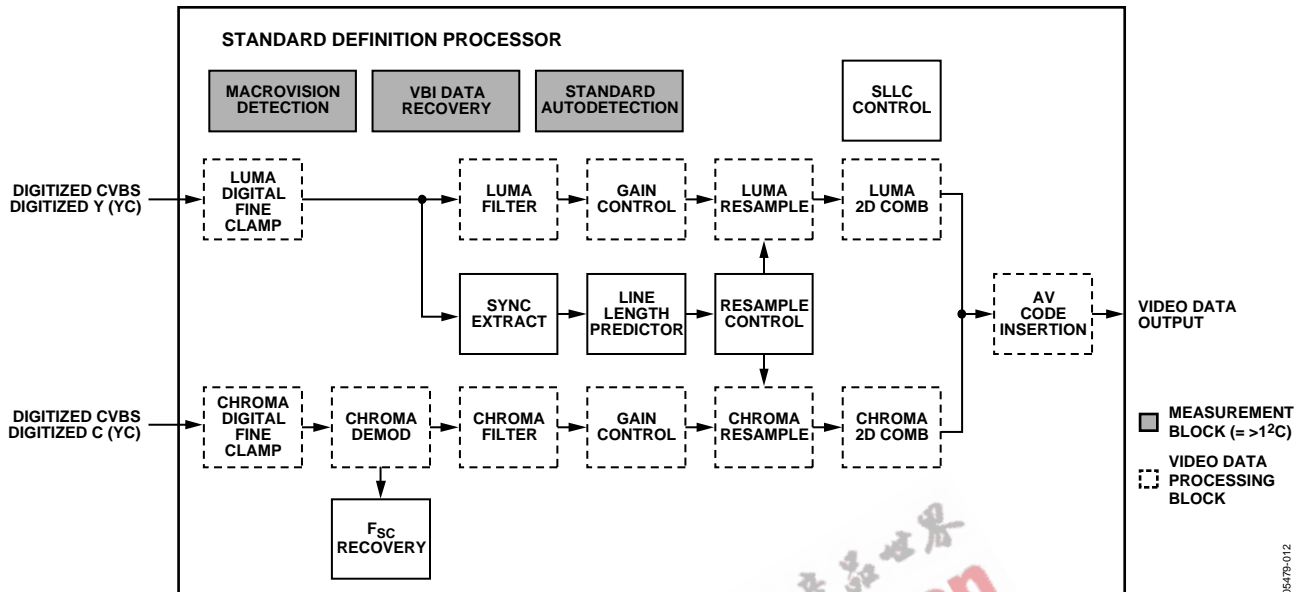 STANDARD DEFINITION PROCESSOR
MACROVISION
DETECTION
VBI DATA
RECOVERY
STANDARD
AUTODETECTION
SLLC
CONTROL
DIGITIZED CVBS
DIGITIZED Y (YC)
LUMA
DIGITAL
FINE
CLAMP
LUMA
FILTER
GAIN
CONTROL
LUMA
RESAMPLE
LUMA
2D COMB
SYNC
EXTRACT
LINE
LENGTH
PREDICTOR
RESAMPLE
CONTROL
AV
CODE
INSERTION
VIDEO DATA
OUTPUT
DIGITIZED CVBS
DIGITIZED C (YC)
CHROMA
DIGITAL
FINE
CLAMP
CHROMA
DEMOD
CHROMA
FILTER
GAIN
CONTROL
CHROMA
RESAMPLE
CHROMA
2D COMB
FSC
RECOVERY
MEASUREMENT
BLOCK (= >1²C)
VIDEO DATA
PROCESSING
BLOCK
05479-012